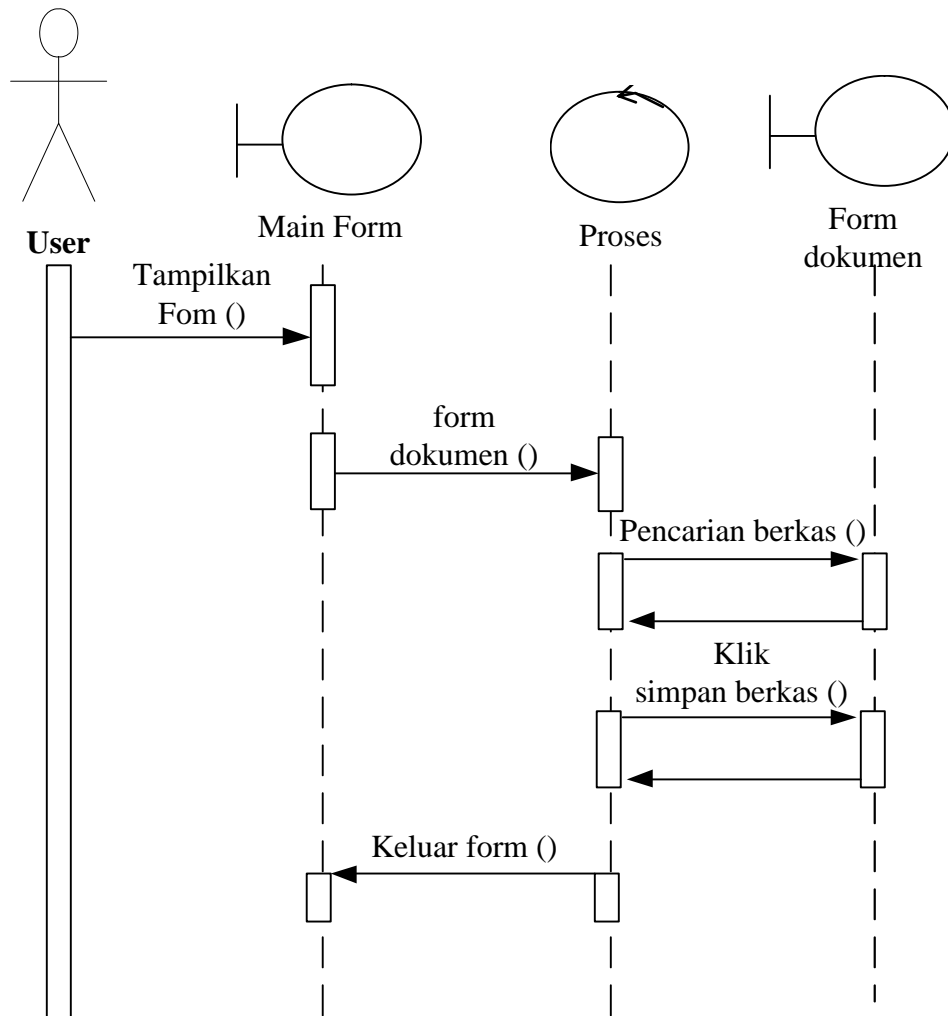 User
Main Form
Proses
Form
dokumen
Tampilkan
Fom ()
form
dokumen ()
Pencarian berkas ()
Klik
simpan berkas ()
Keluar form ()